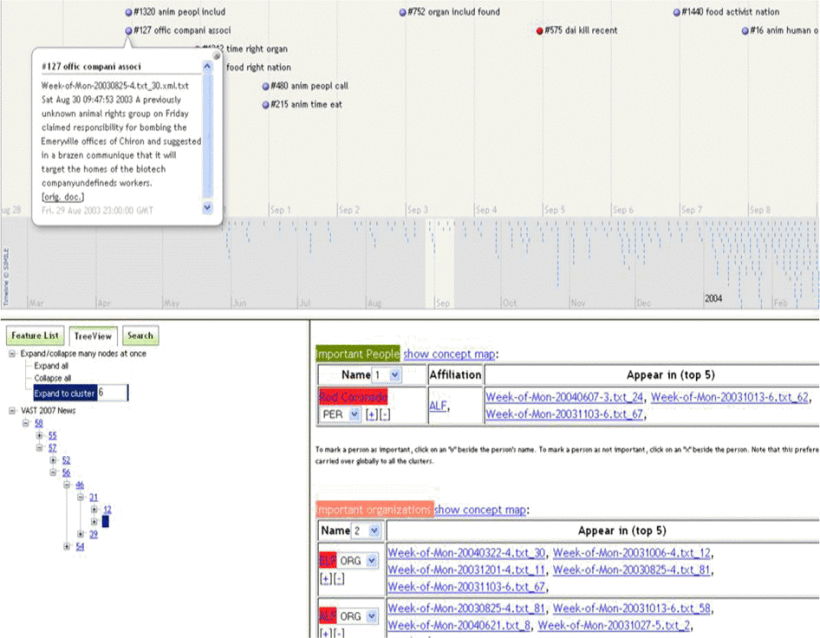 #1320 anim peopl includ
#752 organ includ found
#1440 food activist nation
#127 offic compani associ
#575 dai kill recent
#16 anim human o
time right organ
food right nation
#480 anim peopl call
#215 anim time eat
#127 offic compani associ
Week-of-Mon-20030825-4.txt_30.xml.txt
Sat Aug 30 09:47:53 2003 A previously
unknown animal rights group on Friday
claimed responsibility for bombing the
Emeryville offices of Chiron and suggested
in a brazen communique that it will
target the homes of the biotech
companyundefineds workers.
[orig. doc.]
Fri, 29 Aug 2003 23:00:00 GMT
ug 28
Sep 1
Sep 2
Sep 3
Sep 4
Sep 5
Sep 6
Sep 7
Sep 8
Timeline © SIMILE
Mar
Apr
May
Jun
Jul
Aug
Sep
Oct
Nov
Dec
2004
Feb
Feature List TreeView Search
Expand/collapse many nodes at once
Expand all
Collapse all
Expand to cluster 6
VAST 2007 News
58
55
57
52
56
46
21
12
29
54
Important People show concept map:
Name 1 Affiliation Appear in (top 5)
Rod Coronado
PER [+][-]
ALF,
Week-of-Mon-20040607-3.txt_24, Week-of-Mon-20031013-6.txt_62,
Week-of-Mon-20031103-6.txt_67,
To mark a person as important, click on an "V" beside the person's name. To mark a person as not important, click on an "x" beside the person. Note that this prefere
carried over globally to all the clusters.
Important organizations show concept map:
Name 2 Appear in (top 5)
ELF ORG
[+][-]
Week-of-Mon-20040322-4.txt_30, Week-of-Mon-20031006-4.txt_12,
Week-of-Mon-20031201-4.txt_11, Week-of-Mon-20030825-4.txt_81,
Week-of-Mon-20031103-6.txt_67,
ALF ORG
[+][-]
Week-of-Mon-20030825-4.txt_81, Week-of-Mon-20031013-6.txt_58,
Week-of-Mon-20040621.txt_8, Week-of-Mon-20031027-5.txt_2,